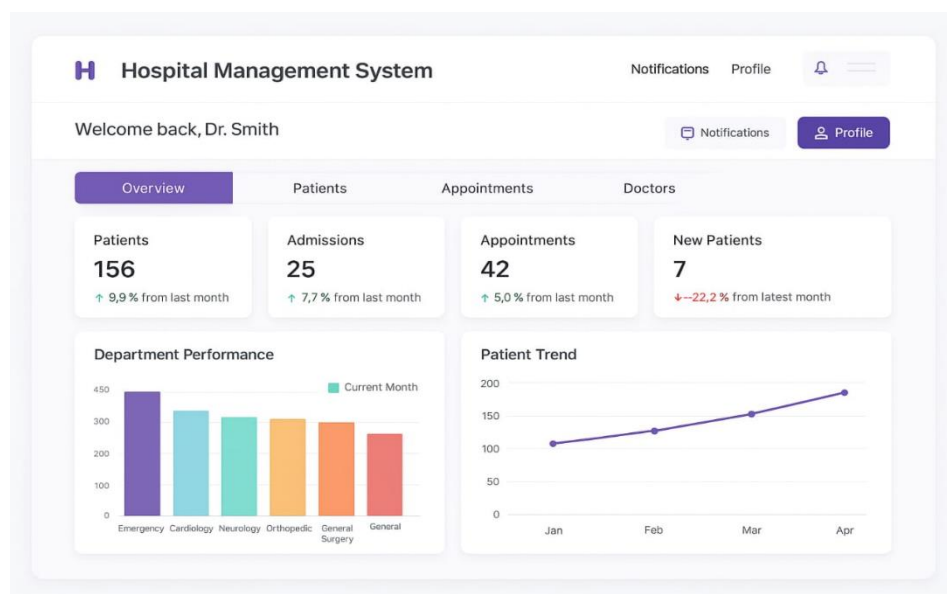 H Hospital Management System Notifications Profile
Welcome back, Dr. Smith Notifications Profile
Overview Patients Appointments Doctors
Patients Admissions Appointments New Patients
156 25 42 7
↑ 9,9 % from last month ↑ 7,7 % from last month ↑ 5,0 % from last month ↓--22,2 % from latest month
Department Performance
Current Month
450
300
200
100
0
Emergency Cardiology Neurology Orthopedic General Surgery General
Patient Trend
200
150
100
50
0
Jan Feb Mar Apr